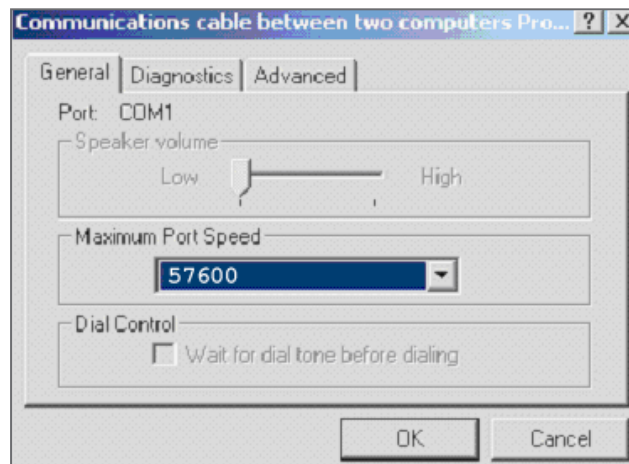 Communications cable between two computers Pro... ? X
General Diagnostics Advanced
Port: COM1
Speaker volume
Low High
Maximum Port Speed
57600
Dial Control
Wait for dial tone before dialing
OK Cancel